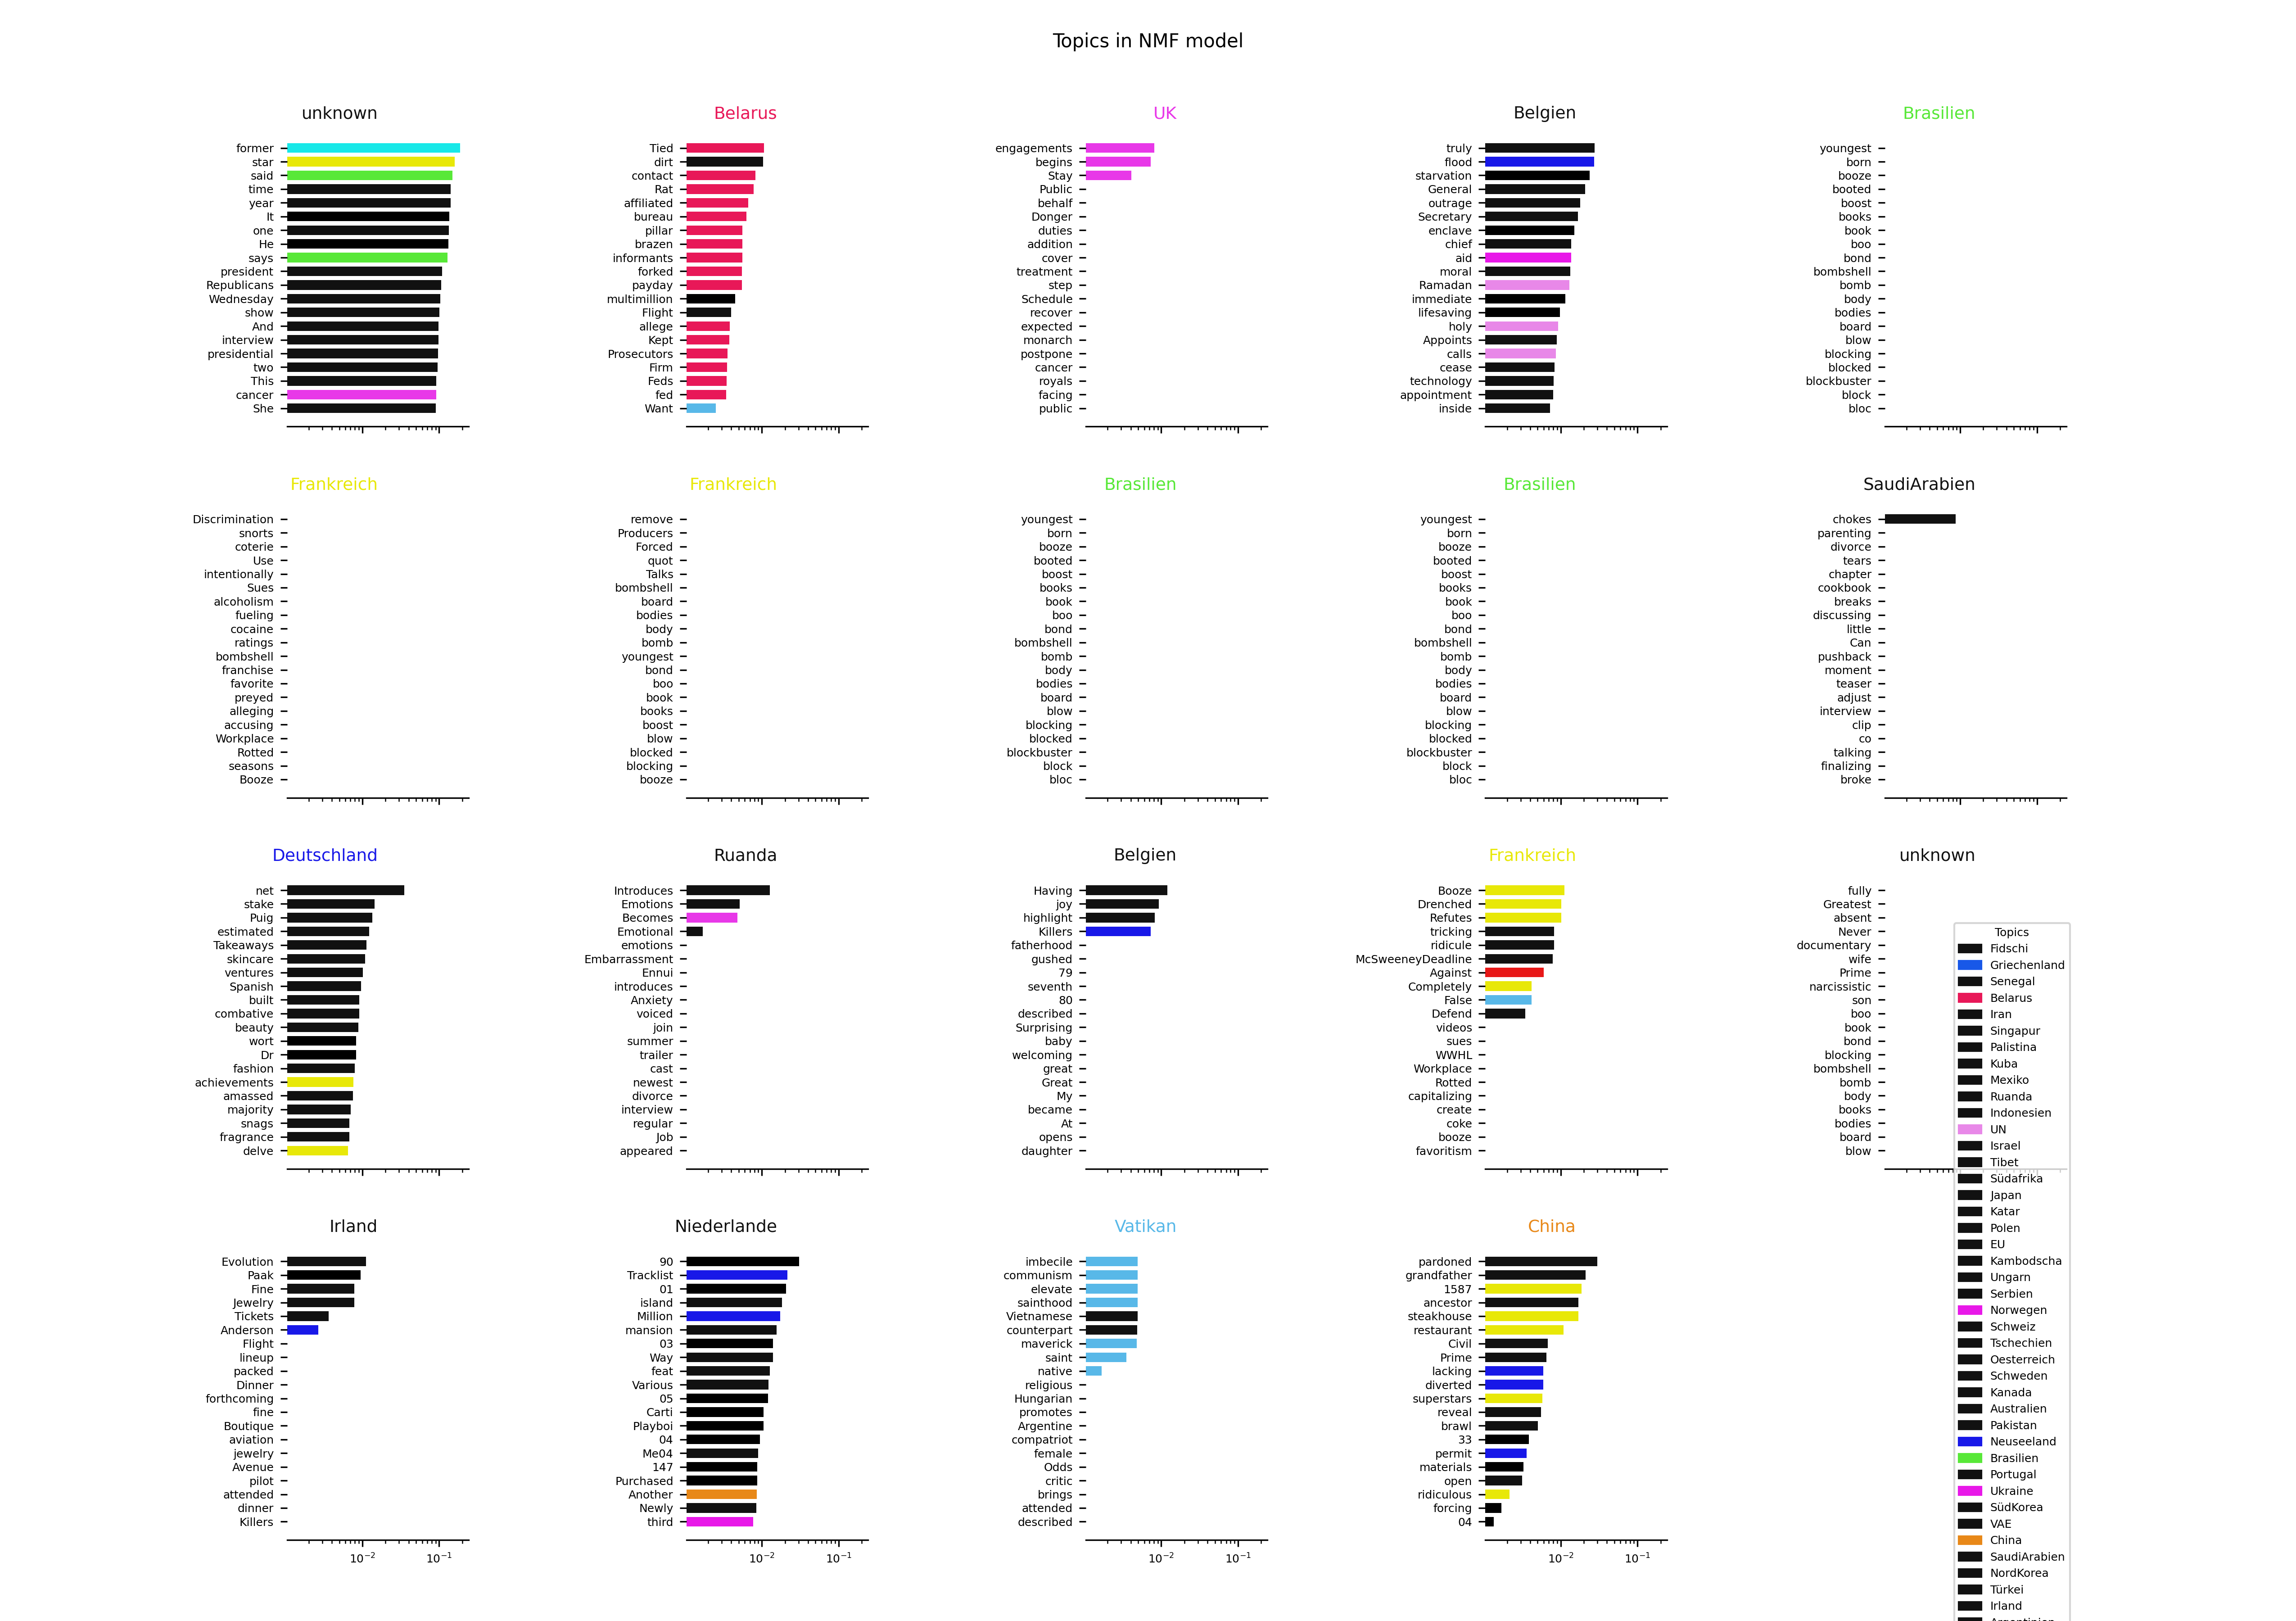 Topics in NMF model
unknown
former
star
said
time
year
It
one
He
says
president
Republicans
Wednesday
show
And
interview
presidential
two
This
cancer
She
Belarus
Tied
dirt
contact
Rat
affiliated
bureau
pillar
brazen
informants
forked
payday
multimillion
Flight
allege
Kept
Prosecutors
Firm
Feds
fed
Want
UK
engagements
begins
Stay
Public
behalf
Donger
duties
addition
cover
treatment
step
Schedule
recover
expected
monarch
postpone
cancer
royals
facing
public
Belgien
truly
flood
starvation
General
outrage
Secretary
enclave
chief
aid
moral
Ramadan
immediate
lifesaving
holy
Appoints
calls
cease
technology
appointment
inside
Brasilien
youngest
born
booze
booted
boost
books
book
boo
bond
bombshell
bomb
body
bodies
board
blow
blocking
blocked
blockbuster
block
bloc
Frankreich
Discrimination
snorts
coterie
Use
intentionally
Sues
alcoholism
fueling
cocaine
ratings
bombshell
franchise
favorite
preyed
alleging
accusing
Workplace
Rotted
seasons
Booze
Frankreich
remove
Producers
Forced
quot
Talks
bombshell
board
bodies
body
bomb
youngest
bond
boo
book
books
boost
blow
blocked
blocking
booze
Brasilien
youngest
born
booze
booted
boost
books
book
boo
bond
bombshell
bomb
body
bodies
board
blow
blocking
blocked
blockbuster
block
bloc
Brasilien
youngest
born
booze
booted
boost
books
book
boo
bond
bombshell
bomb
body
bodies
board
blow
blocking
blocked
blockbuster
block
bloc
SaudiArabien
chokes
parenting
divorce
tears
chapter
cookbook
breaks
discussing
little
Can
pushback
moment
teaser
adjust
interview
clip
co
talking
finalizing
broke
Deutschland
net
stake
Puig
estimated
Takeaways
skincare
ventures
Spanish
built
combative
beauty
wort
Dr
fashion
achievements
amassed
majority
snags
fragrance
delve
Ruanda
Introduces
Emotions
Becomes
Emotional
emotions
Embarrassment
Ennui
introduces
Anxiety
voiced
join
summer
trailer
cast
newest
divorce
interview
regular
Job
appeared
Belgien
Having
joy
highlight
Killers
fatherhood
gushed
79
seventh
80
described
Surprising
baby
welcoming
great
Great
My
became
At
opens
daughter
Frankreich
Booze
Drenched
Refutes
tricking
ridicule
McSweeneyDeadline
Against
Completely
False
Defend
videos
sues
WWHL
Workplace
Rotted
capitalizing
create
coke
booze
favoritism
unknown
fully
Greatest
absent
Never
documentary
wife
Prime
narcissistic
son
boo
book
bond
blocking
bombshell
bomb
body
books
bodies
board
blow
Irland
Evolution
Paak
Fine
Jewelry
Tickets
Anderson
Flight
lineup
packed
Dinner
forthcoming
fine
Boutique
aviation
jewelry
Avenue
pilot
attended
dinner
Killers
10⁻² 10⁻¹
Niederlande
90
Tracklist
01
island
Million
mansion
03
Way
feat
Various
05
Carti
Playboi
04
Me04
147
Purchased
Another
Newly
third
10⁻² 10⁻¹
Vatikan
imbecile
communism
elevate
sainthood
Vietnamese
counterpart
maverick
saint
native
religious
Hungarian
promotes
Argentine
compatriot
female
Odds
critic
brings
attended
described
10⁻² 10⁻¹
China
pardoned
grandfather
1587
ancestor
steakhouse
restaurant
Civil
Prime
lacking
diverted
superstars
reveal
brawl
33
permit
materials
open
ridiculous
forcing
04
10⁻² 10⁻¹
Topics
Fidschi
Griechenland
Senegal
Belarus
Iran
Singapur
Palistina
Kuba
Mexiko
Ruanda
Indonesien
UN
Israel
Tibet
Südafrika
Japan
Katar
Polen
EU
Kambodscha
Ungarn
Serbien
Norwegen
Schweiz
Tschechien
Oesterreich
Schweden
Kanada
Australien
Pakistan
Neuseeland
Brasilien
Portugal
Ukraine
SüdKorea
VAE
China
SaudiArabien
NordKorea
Türkei
Irland